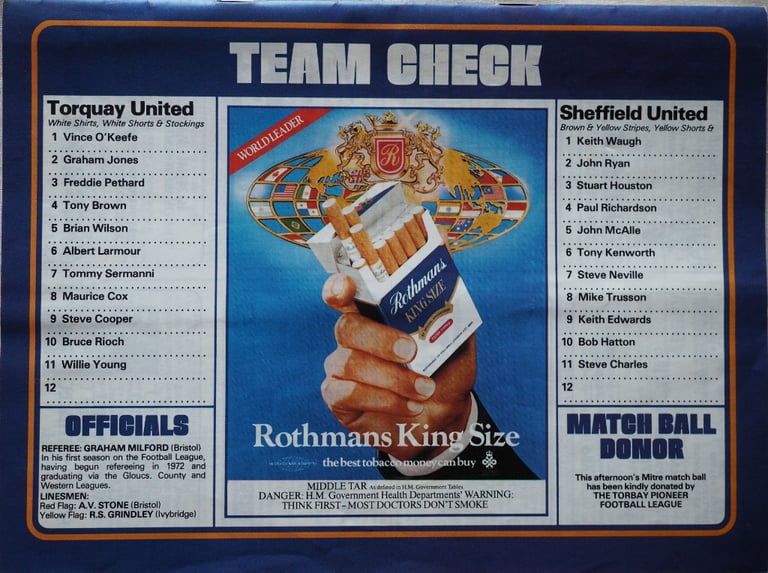 TEAM CHECK
Torquay United
White Shirts, White Shorts & Stockings
1 Vince O'Keefe
2 Graham Jones
3 Freddie Pethard
4 Tony Brown
5 Brian Wilson
6 Albert Larmour
7 Tommy Sermanni
8 Maurice Cox
9 Steve Cooper
10 Bruce Rioch
11 Willie Young
12
OFFICIALS
REFEREE: GRAHAM MILFORD (Bristol)
In his first season on the Football League,
having begun refereeing in 1972 and
graduating via the Gloucs. County and
Western Leagues.
LINESMEN:
Red Flag: A.V. STONE (Bristol)
Yellow Flag: R.S. GRINDLEY (Ivybridge)
WORLD LEADER
R
Rothmans
KING SIZE
Rothmans King Size
the best tobacco money can buy
MIDDLE TAR As defined in H.M. Government Tables
DANGER: H.M. Government Health Departments' WARNING:
THINK FIRST – MOST DOCTORS DON'T SMOKE
Sheffield United
Brown & Yellow Stripes, Yellow Shorts &
1 Keith Waugh
2 John Ryan
3 Stuart Houston
4 Paul Richardson
5 John McAlle
6 Tony Kenworth
7 Steve Neville
8 Mike Trusson
9 Keith Edwards
10 Bob Hatton
11 Steve Charles
12
MATCH BALL
DONOR
This afternoon's Mitre match ball
has been kindly donated by
THE TORBAY PIONEER
FOOTBALL LEAGUE